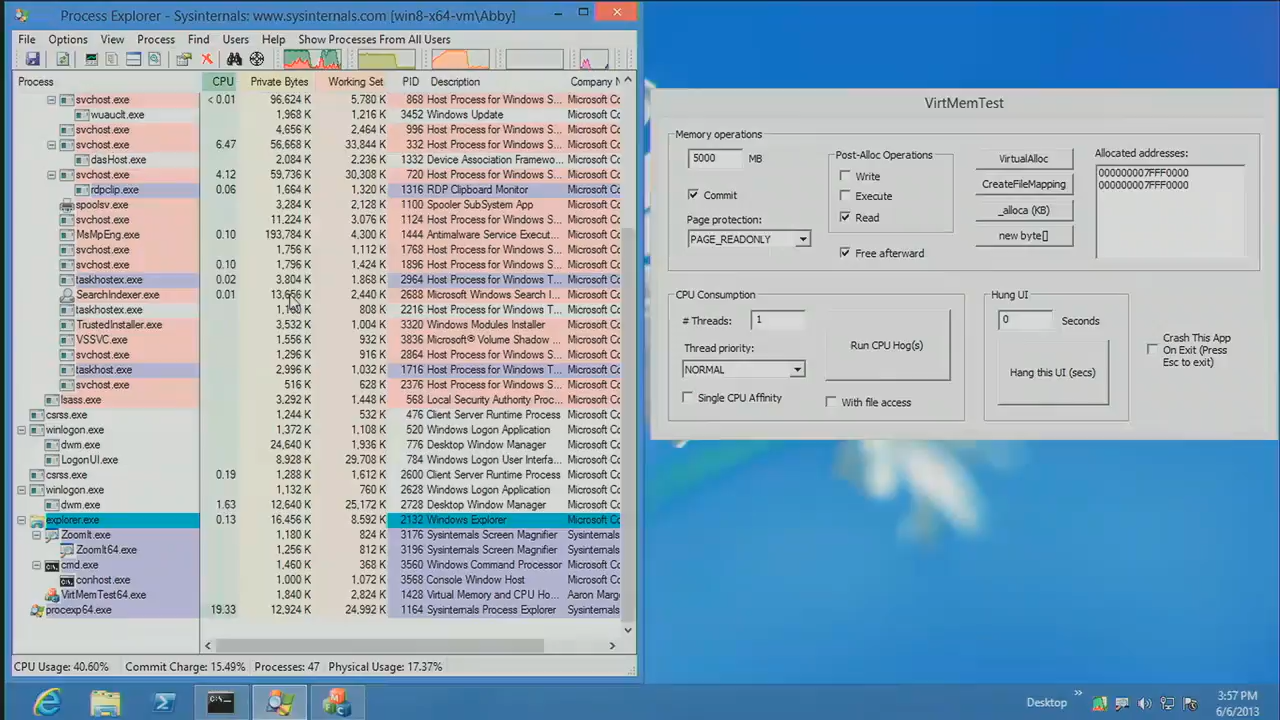 Process Explorer - Sysinternals: www.sysinternals.com [win8-x64-vm\Abby]
File Options View Process Find Users Help Show Processes From All Users
Process CPU Private Bytes Working Set PID Description Company N
svchost.exe < 0.01 96,624 K 5,780 K 868 Host Process for Windows S... Microsoft Co
wuauclt.exe 1,968 K 1,216 K 3452 Windows Update Microsoft Co
svchost.exe 4,656 K 2,464 K 996 Host Process for Windows S... Microsoft Co
svchost.exe 6.47 56,668 K 33,844 K 332 Host Process for Windows S... Microsoft Co
dasHost.exe 2,084 K 2,236 K 1332 Device Association Framewo... Microsoft Co
svchost.exe 4.12 59,736 K 30,308 K 720 Host Process for Windows S... Microsoft Co
rdpclip.exe 0.06 1,664 K 1,320 K 1316 RDP Clipboard Monitor Microsoft Co
spoolsv.exe 3,284 K 2,128 K 1100 Spooler SubSystem App Microsoft Co
svchost.exe 11,224 K 3,076 K 1124 Host Process for Windows S... Microsoft Co
MsMpEng.exe 0.10 193,784 K 4,300 K 1444 Antimalware Service Execut... Microsoft Co
svchost.exe 1,756 K 1,112 K 1388 Host Process for Windows S... Microsoft Co
svchost.exe 0.10 1,796 K 1,424 K 1896 Host Process for Windows S... Microsoft Co
taskhostex.exe 0.02 3,804 K 1,868 K 2964 Host Process for Windows T... Microsoft Co
SearchIndexer.exe 0.01 13,656 K 2,440 K 2688 Microsoft Windows Search I... Microsoft Co
taskhostex.exe 808 K 2216 Host Process for Windows T... Microsoft Co
TrustedInstaller.exe 3,532 K 1,004 K 3320 Windows Modules Installer Microsoft Co
VSSVC.exe 1,556 K 932 K 3836 Microsoft® Volume Shadow ... Microsoft Co
svchost.exe 1,296 K 916 K 2864 Host Process for Windows S... Microsoft Co
taskhost.exe 2,996 K 1,032 K 1716 Host Process for Windows T... Microsoft Co
svchost.exe 516 K 628 K 2376 Host Process for Windows S... Microsoft Co
lsass.exe 3,292 K 1,448 K 568 Local Security Authority Proc... Microsoft Co
csrss.exe 1,244 K 532 K 476 Client Server Runtime Process Microsoft Co
winlogon.exe 1,372 K 1,108 K 520 Windows Logon Application Microsoft Co
dwm.exe 24,640 K 1,936 K 776 Desktop Window Manager Microsoft Co
LogonUI.exe 8,928 K 29,708 K 784 Windows Logon User Interfa... Microsoft Co
csrss.exe 0.19 1,288 K 1,612 K 2600 Client Server Runtime Process Microsoft Co
winlogon.exe 1,132 K 760 K 2628 Windows Logon Application Microsoft Co
dwm.exe 1.63 12,640 K 25,172 K 2728 Desktop Window Manager Microsoft Co
explorer.exe 0.13 16,456 K 8,592 K 2132 Windows Explorer Microsoft Co
ZoomIt.exe 1,180 K 824 K 3176 Sysinternals Screen Magnifier Sysinternals
ZoomIt64.exe 1,256 K 812 K 3196 Sysinternals Screen Magnifier Sysinternals
cmd.exe 1,460 K 368 K 3560 Windows Command Processor Microsoft Co
conhost.exe 1,000 K 1,072 K 3568 Console Window Host Microsoft Co
VirtMemTest64.exe 1,840 K 2,824 K 1428 Virtual Memory and CPU Ho... Aaron Marg
procexp64.exe 19.33 12,924 K 24,992 K 1164 Sysinternals Process Explorer Sysinternals
CPU Usage: 40.60% Commit Charge: 15.49% Processes: 47 Physical Usage: 17.37%
VirtMemTest
Memory operations
5000 MB
Commit
Page protection:
PAGE_READONLY
Post-Alloc Operations
Write
Execute
Read
Free afterward
VirtualAlloc
CreateFileMapping
_alloca (KB)
new byte[]
Allocated addresses:
000000007FFF0000
000000007FFF0000
CPU Consumption
# Threads: 1
Thread priority:
NORMAL
Single CPU Affinity
Run CPU Hog(s)
With file access
Hung UI
0 Seconds
Hang this UI (secs)
Crash This App
On Exit (Press
Esc to exit)
Desktop
3:57 PM
6/6/2013